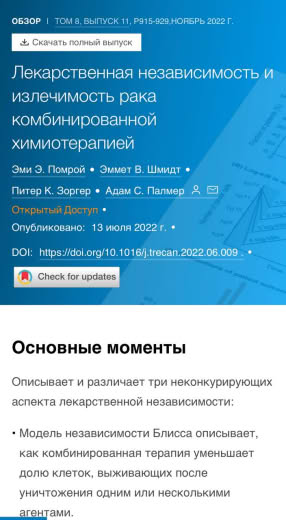 ОБЗОР | ТОМ 8, ВЫПУСК 11, P915-929,НОЯБРЬ 2022 Г.
Скачать полный выпуск
Лекарственная независимость и
излечимость рака
комбинированной
химиотерапией
Эми Э. Помрой • Эммет В. Шмидт •
Питер К. Зоргер • Адам С. Палмер
Открытый Доступ •
Опубликовано: 13 июля 2022 г. •
DOI: https://doi.org/10.1016/j.trecan.2022.06.009 . •
Check for updates
Основные моменты
Описывает и различает три неконкурирующих
аспекта лекарственной независимости:
• Модель независимости Блисса описывает,
как комбинированная терапия уменьшает
долю клеток, выживающих после
уничтожения одним или несколькими
агентами.